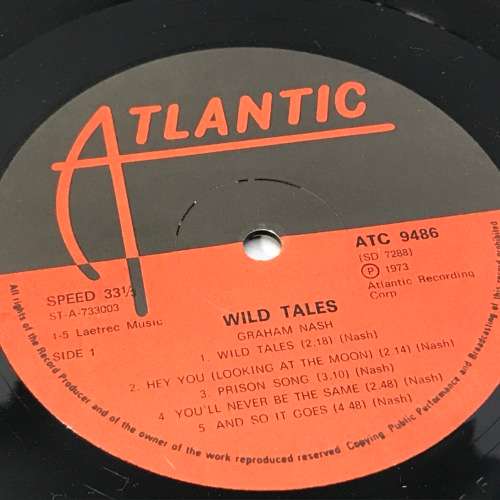 ATLANTIC
SPEED 33⅓
ST-A-733003
1-5 Laetrec Music
SIDE 1
ATC 9486
(SD 7288)
Ⓟ 1973
Atlantic Recording
Corp
WILD TALES
GRAHAM NASH
1. WILD TALES (2.18) (Nash)
2. HEY YOU (LOOKING AT THE MOON) (2.14) (Nash)
3. PRISON SONG (3.10) (Nash)
4 YOU'LL NEVER BE THE SAME (2.48) (Nash)
5 AND SO IT GOES (4 48) (Nash)
All rights of the Record Producer and of the owner of the work reproduced reserved. Copying, Public Performance and Broadcasting
prohibited